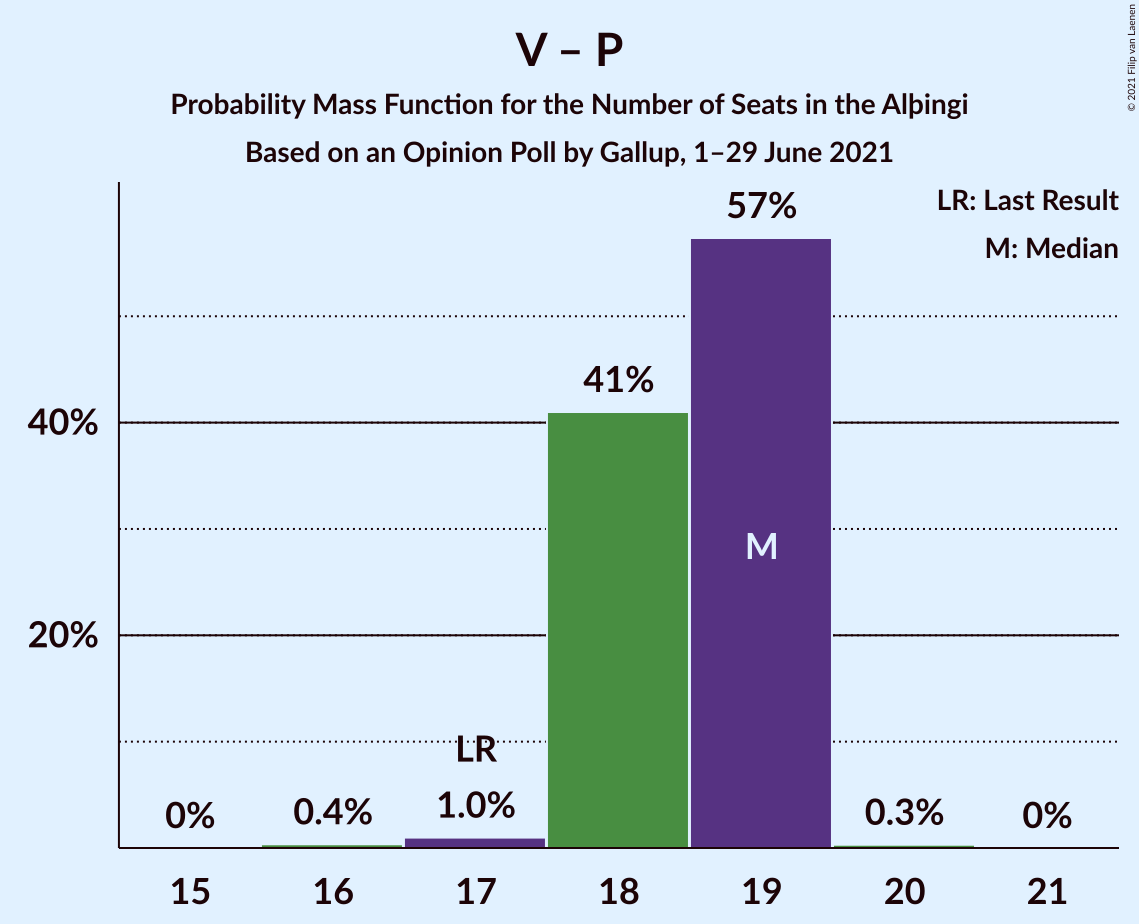 V – P
Probability Mass Function for the Number of Seats in the Alþingi
Based on an Opinion Poll by Gallup, 1–29 June 2021
© 2021 Filip van Laenen
LR: Last Result
M: Median
57%
41%
40%
M
20%
LR
0%
0.4%
1.0%
0.3%
0%
15 16 17 18 19 20 21